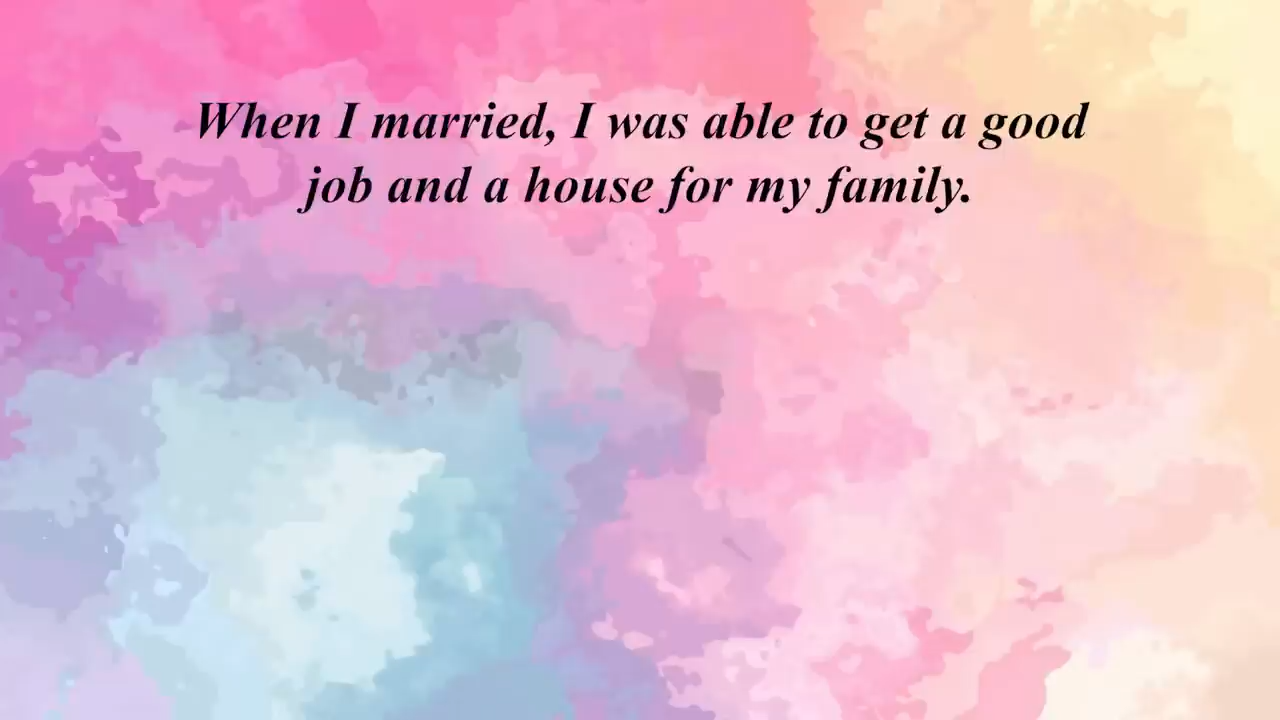 When I married, I was able to get a good
job and a house for my family.